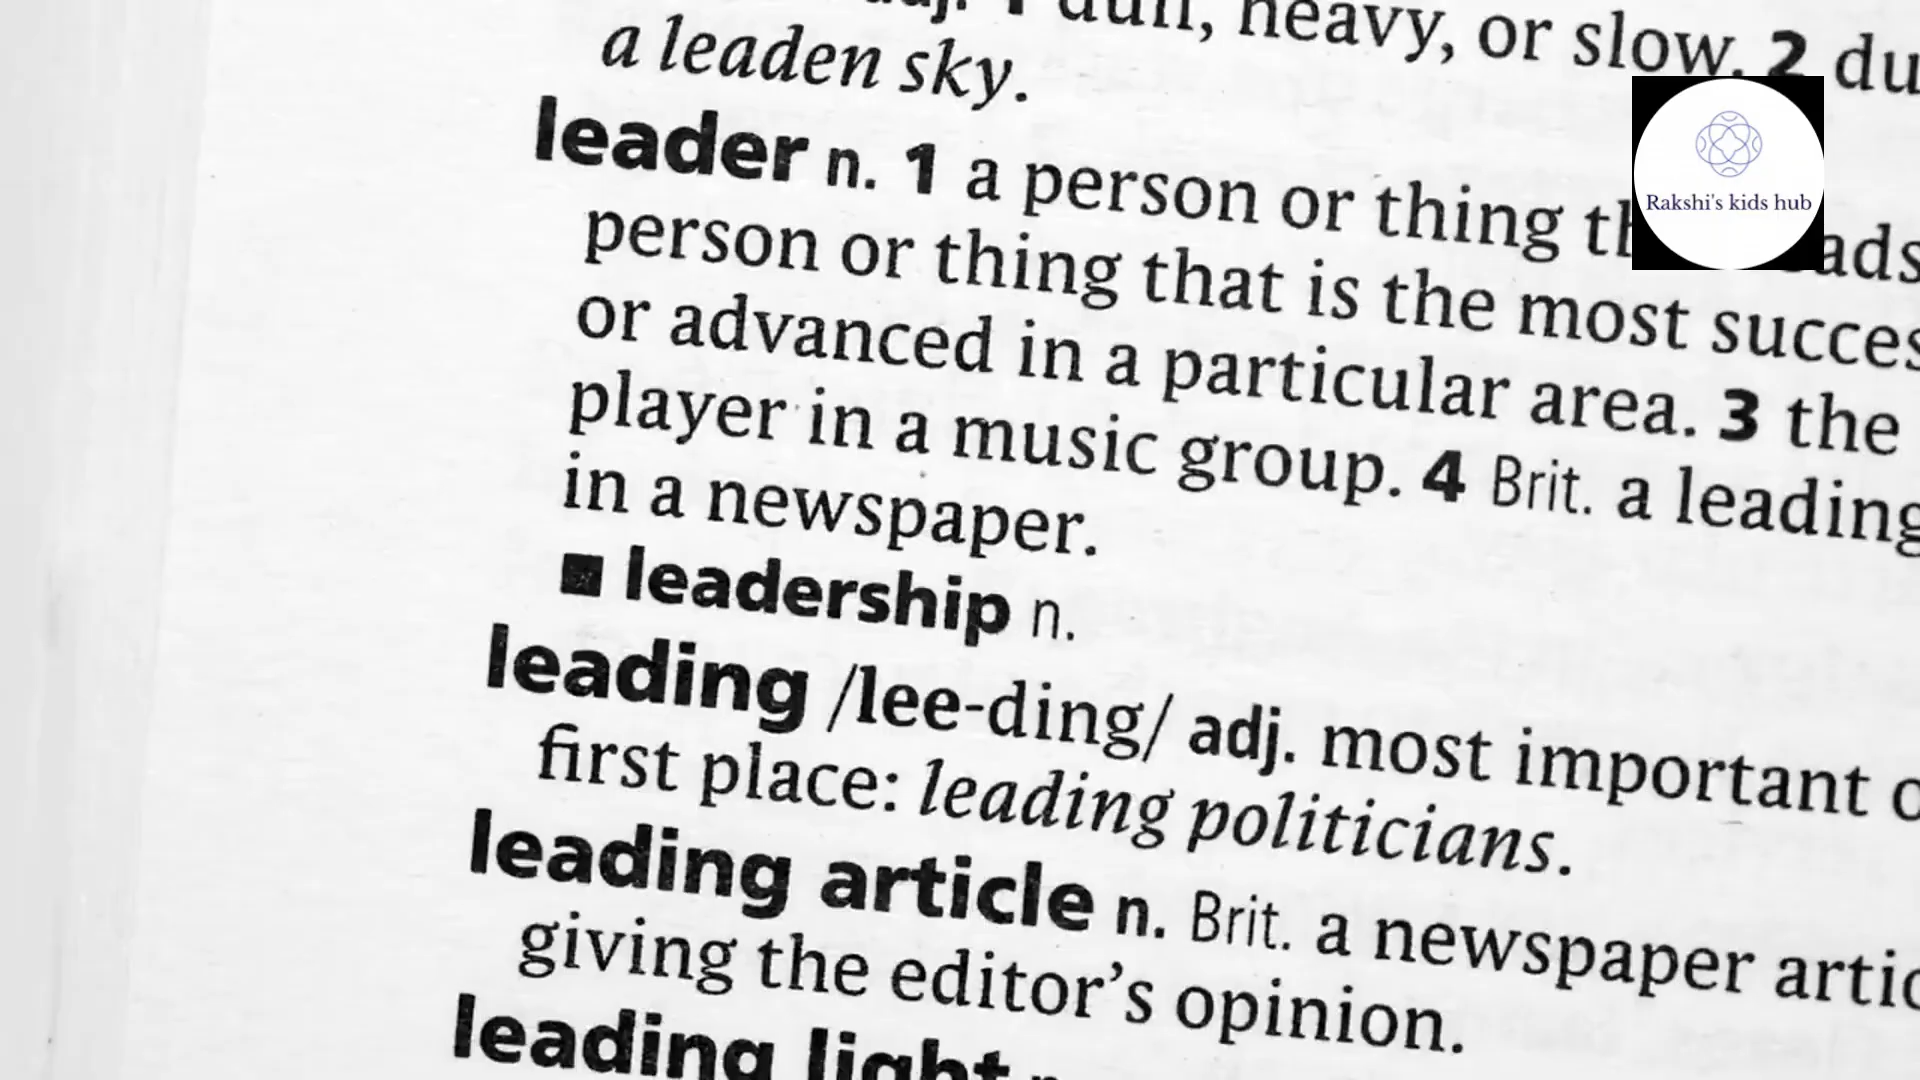 dull, heavy, or slow. 2 du
a leaden sky.
leader n. 1 a person or thing
person or thing that is the most succes
or advanced in a particular area. 3 the
player in a music group. 4 Brit. a leading
in a newspaper.
■ leadership n.
leading /lee-ding/ adj. most important o
first place: leading politicians.
leading article n. Brit. a newspaper artic
giving the editor's opinion.
leading light
Rakshi's kids hub